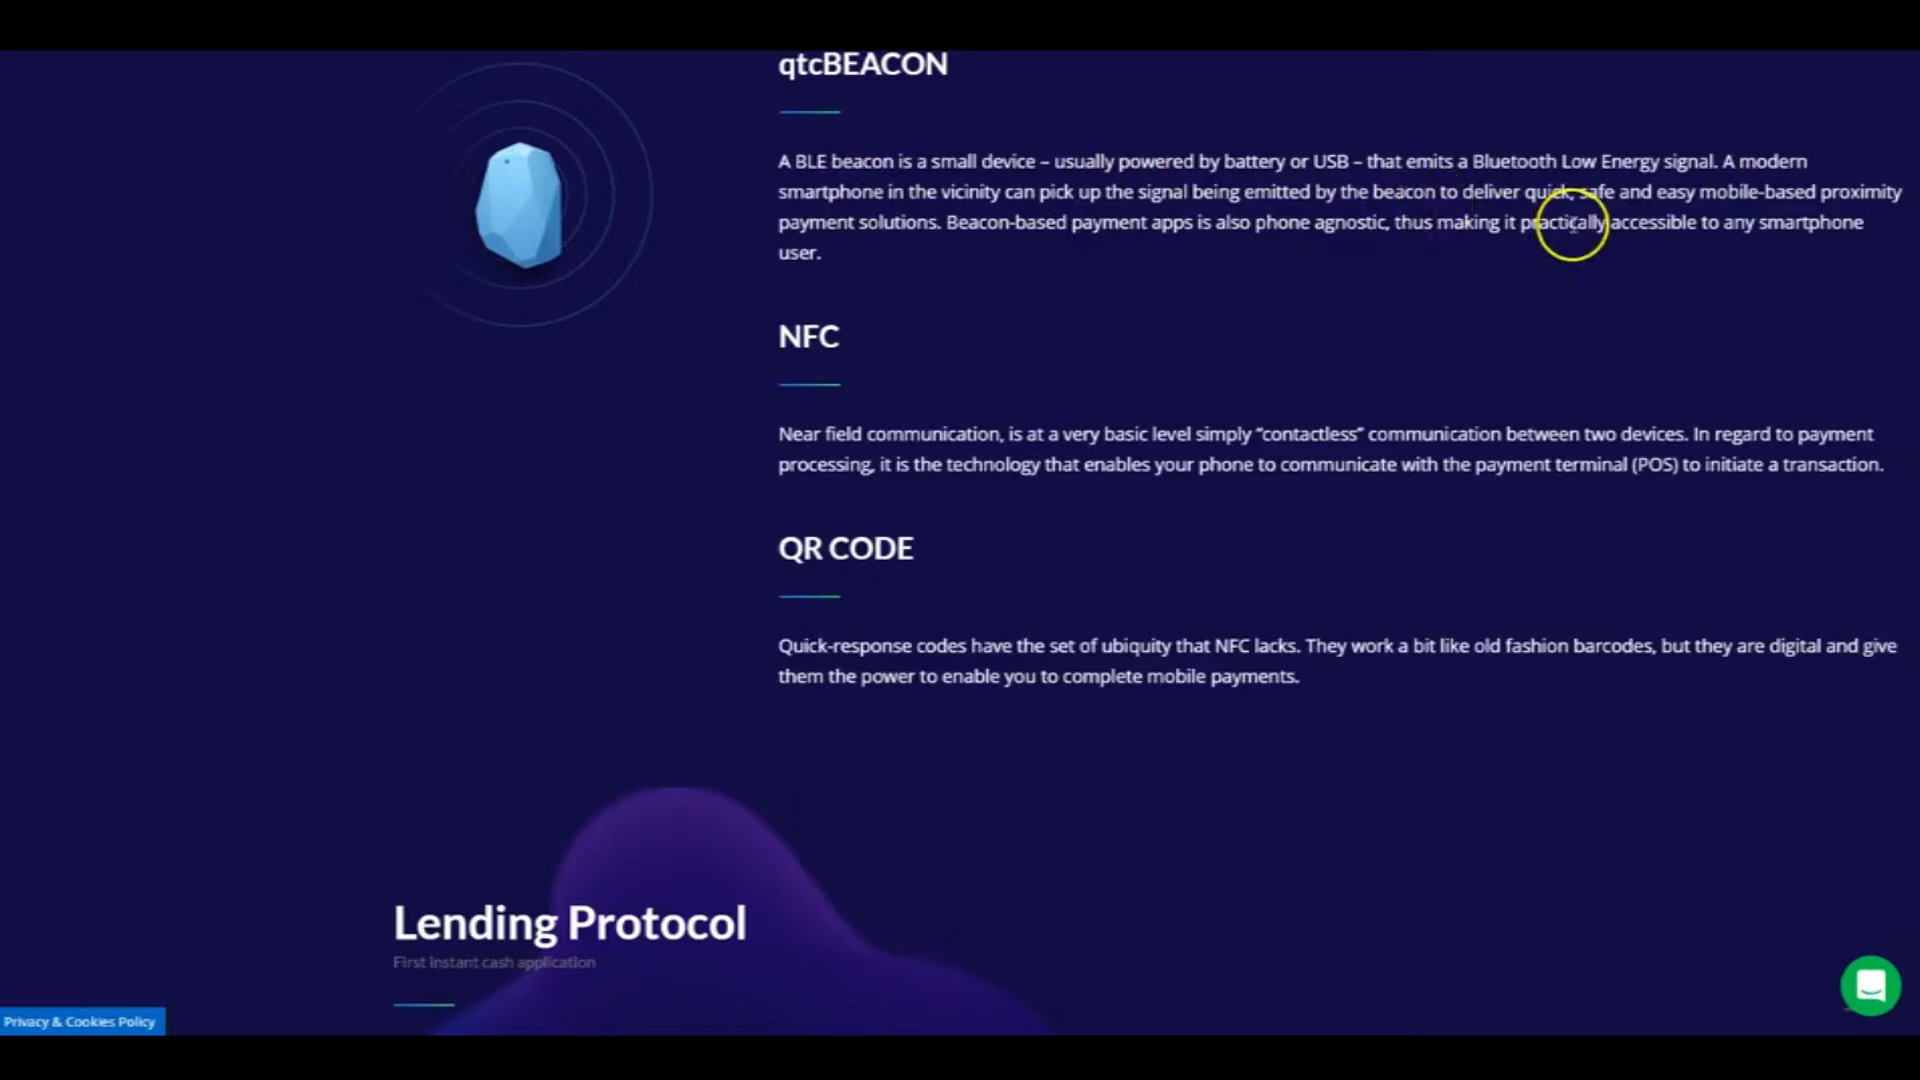 qtcBEACON
A BLE beacon is a small device – usually powered by battery or USB – that emits a Bluetooth Low Energy signal. A modern
smartphone in the vicinity can pick up the signal being emitted by the beacon to deliver quick, safe and easy mobile-based proximity
payment solutions. Beacon-based payment apps is also phone agnostic, thus making it practically accessible to any smartphone
user.
NFC
Near field communication, is at a very basic level simply “contactless” communication between two devices. In regard to payment
processing, it is the technology that enables your phone to communicate with the payment terminal (POS) to initiate a transaction.
QR CODE
Quick-response codes have the set of ubiquity that NFC lacks. They work a bit like old fashion barcodes, but they are digital and give
them the power to enable you to complete mobile payments.
Lending Protocol
First instant cash application
Privacy & Cookies Policy